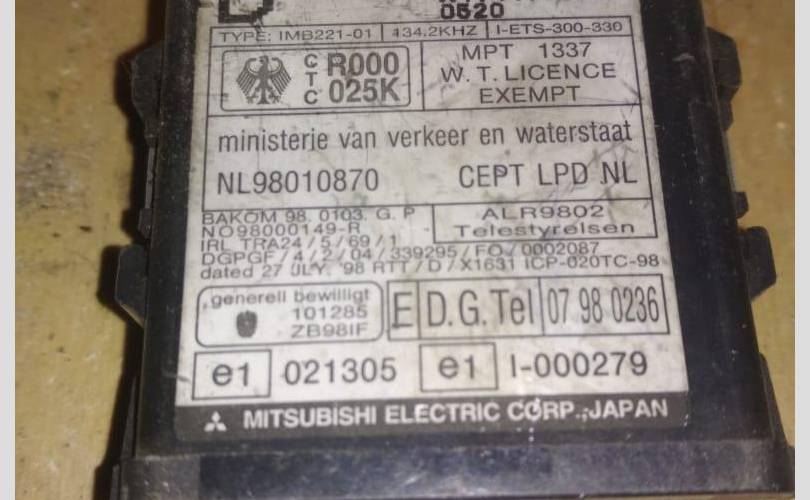 0520
TYPE: IMB221-01 134.2KHZ I-ETS-300-330
CTC R000 025K
MPT 1337
W.T. LICENCE
EXEMPT
ministerie van verkeer en waterstaat
NL98010870 CEPT LPD NL
BAKOM 98. 0103. G. P
NO98000149-R
ALR9802
Telestyrelsen
IRL TRA24/5/69/1
DGPGF/4/2/04/339295/FO/0002087
dated 27 JLY. '98 RTT/D/X1631 ICP-020TC-98
generell bewilligt
101285
ZB98IF
E D.G.Tel 07 98 0236
e1 021305 e1 I-000279
MITSUBISHI ELECTRIC CORP., JAPAN